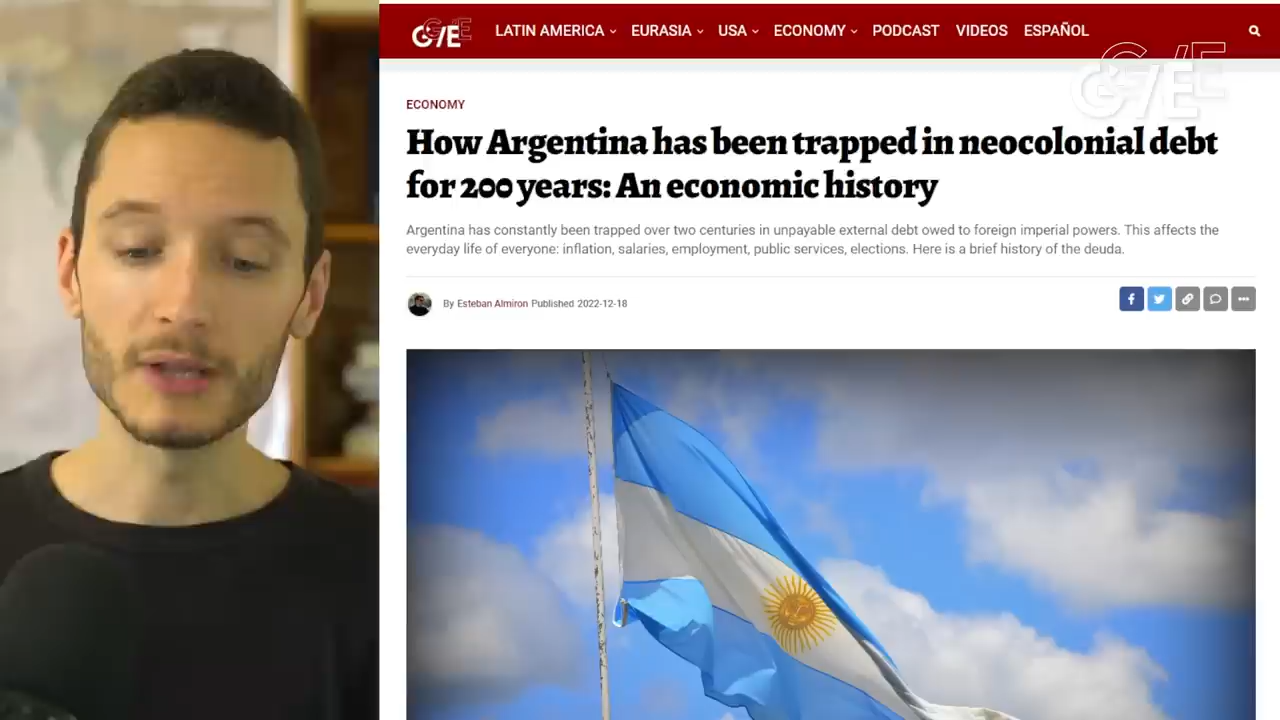 GE
LATIN AMERICA EURASIA USA ECONOMY PODCAST VIDEOS ESPAÑOL
GE
ECONOMY
How Argentina has been trapped in neocolonial debt
for 200 years: An economic history
Argentina has constantly been trapped over two centuries in unpayable external debt owed to foreign imperial powers. This affects the
everyday life of everyone: inflation, salaries, employment, public services, elections. Here is a brief history of the deuda.
By Esteban Almiron Published 2022-12-18